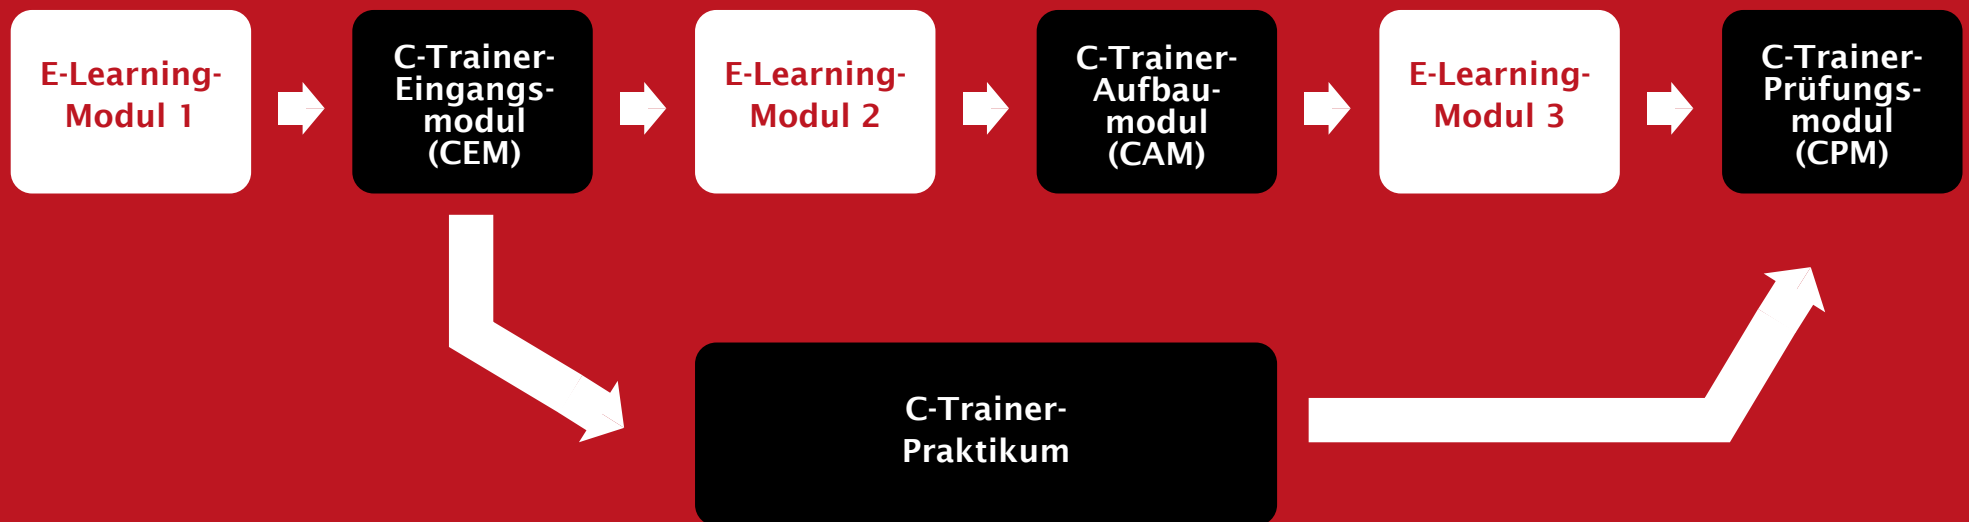 E-Learning-
Modul 1
C-Trainer-
Eingangs-
modul
(CEM)
E-Learning-
Modul 2
C-Trainer-
Aufbau-
modul
(CAM)
E-Learning-
Modul 3
C-Trainer-
Prüfungs-
modul
(CPM)
C-Trainer-
Praktikum